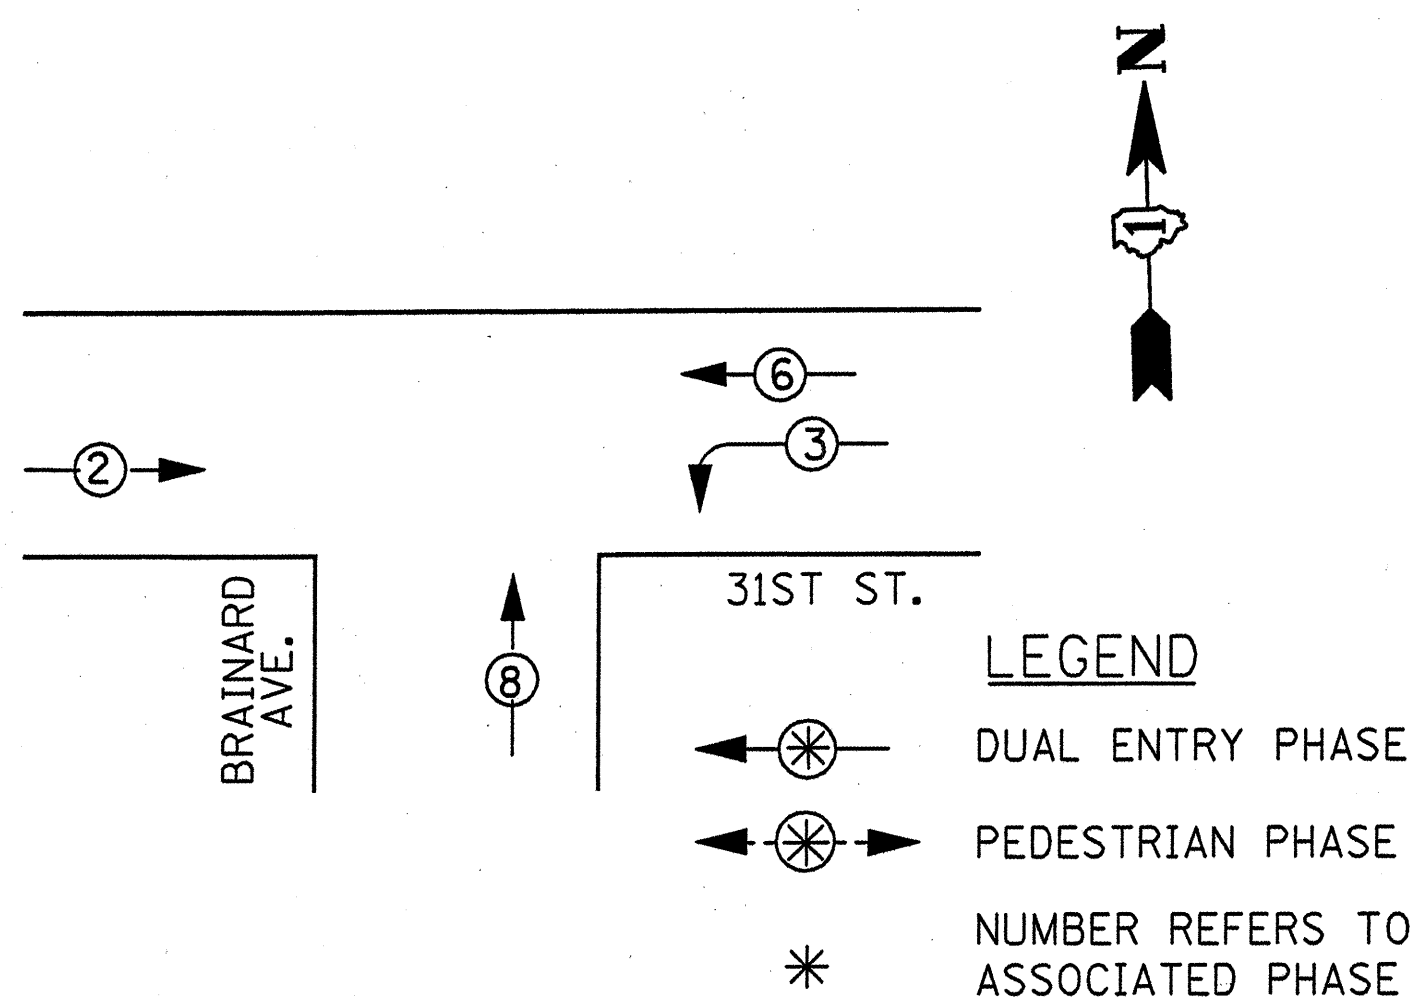 N
1
6
3
2
31ST ST.
BRAINARD
AVE.
8
LEGEND
DUAL ENTRY PHASE
PEDESTRIAN PHASE
NUMBER REFERS TO
ASSOCIATED PHASE